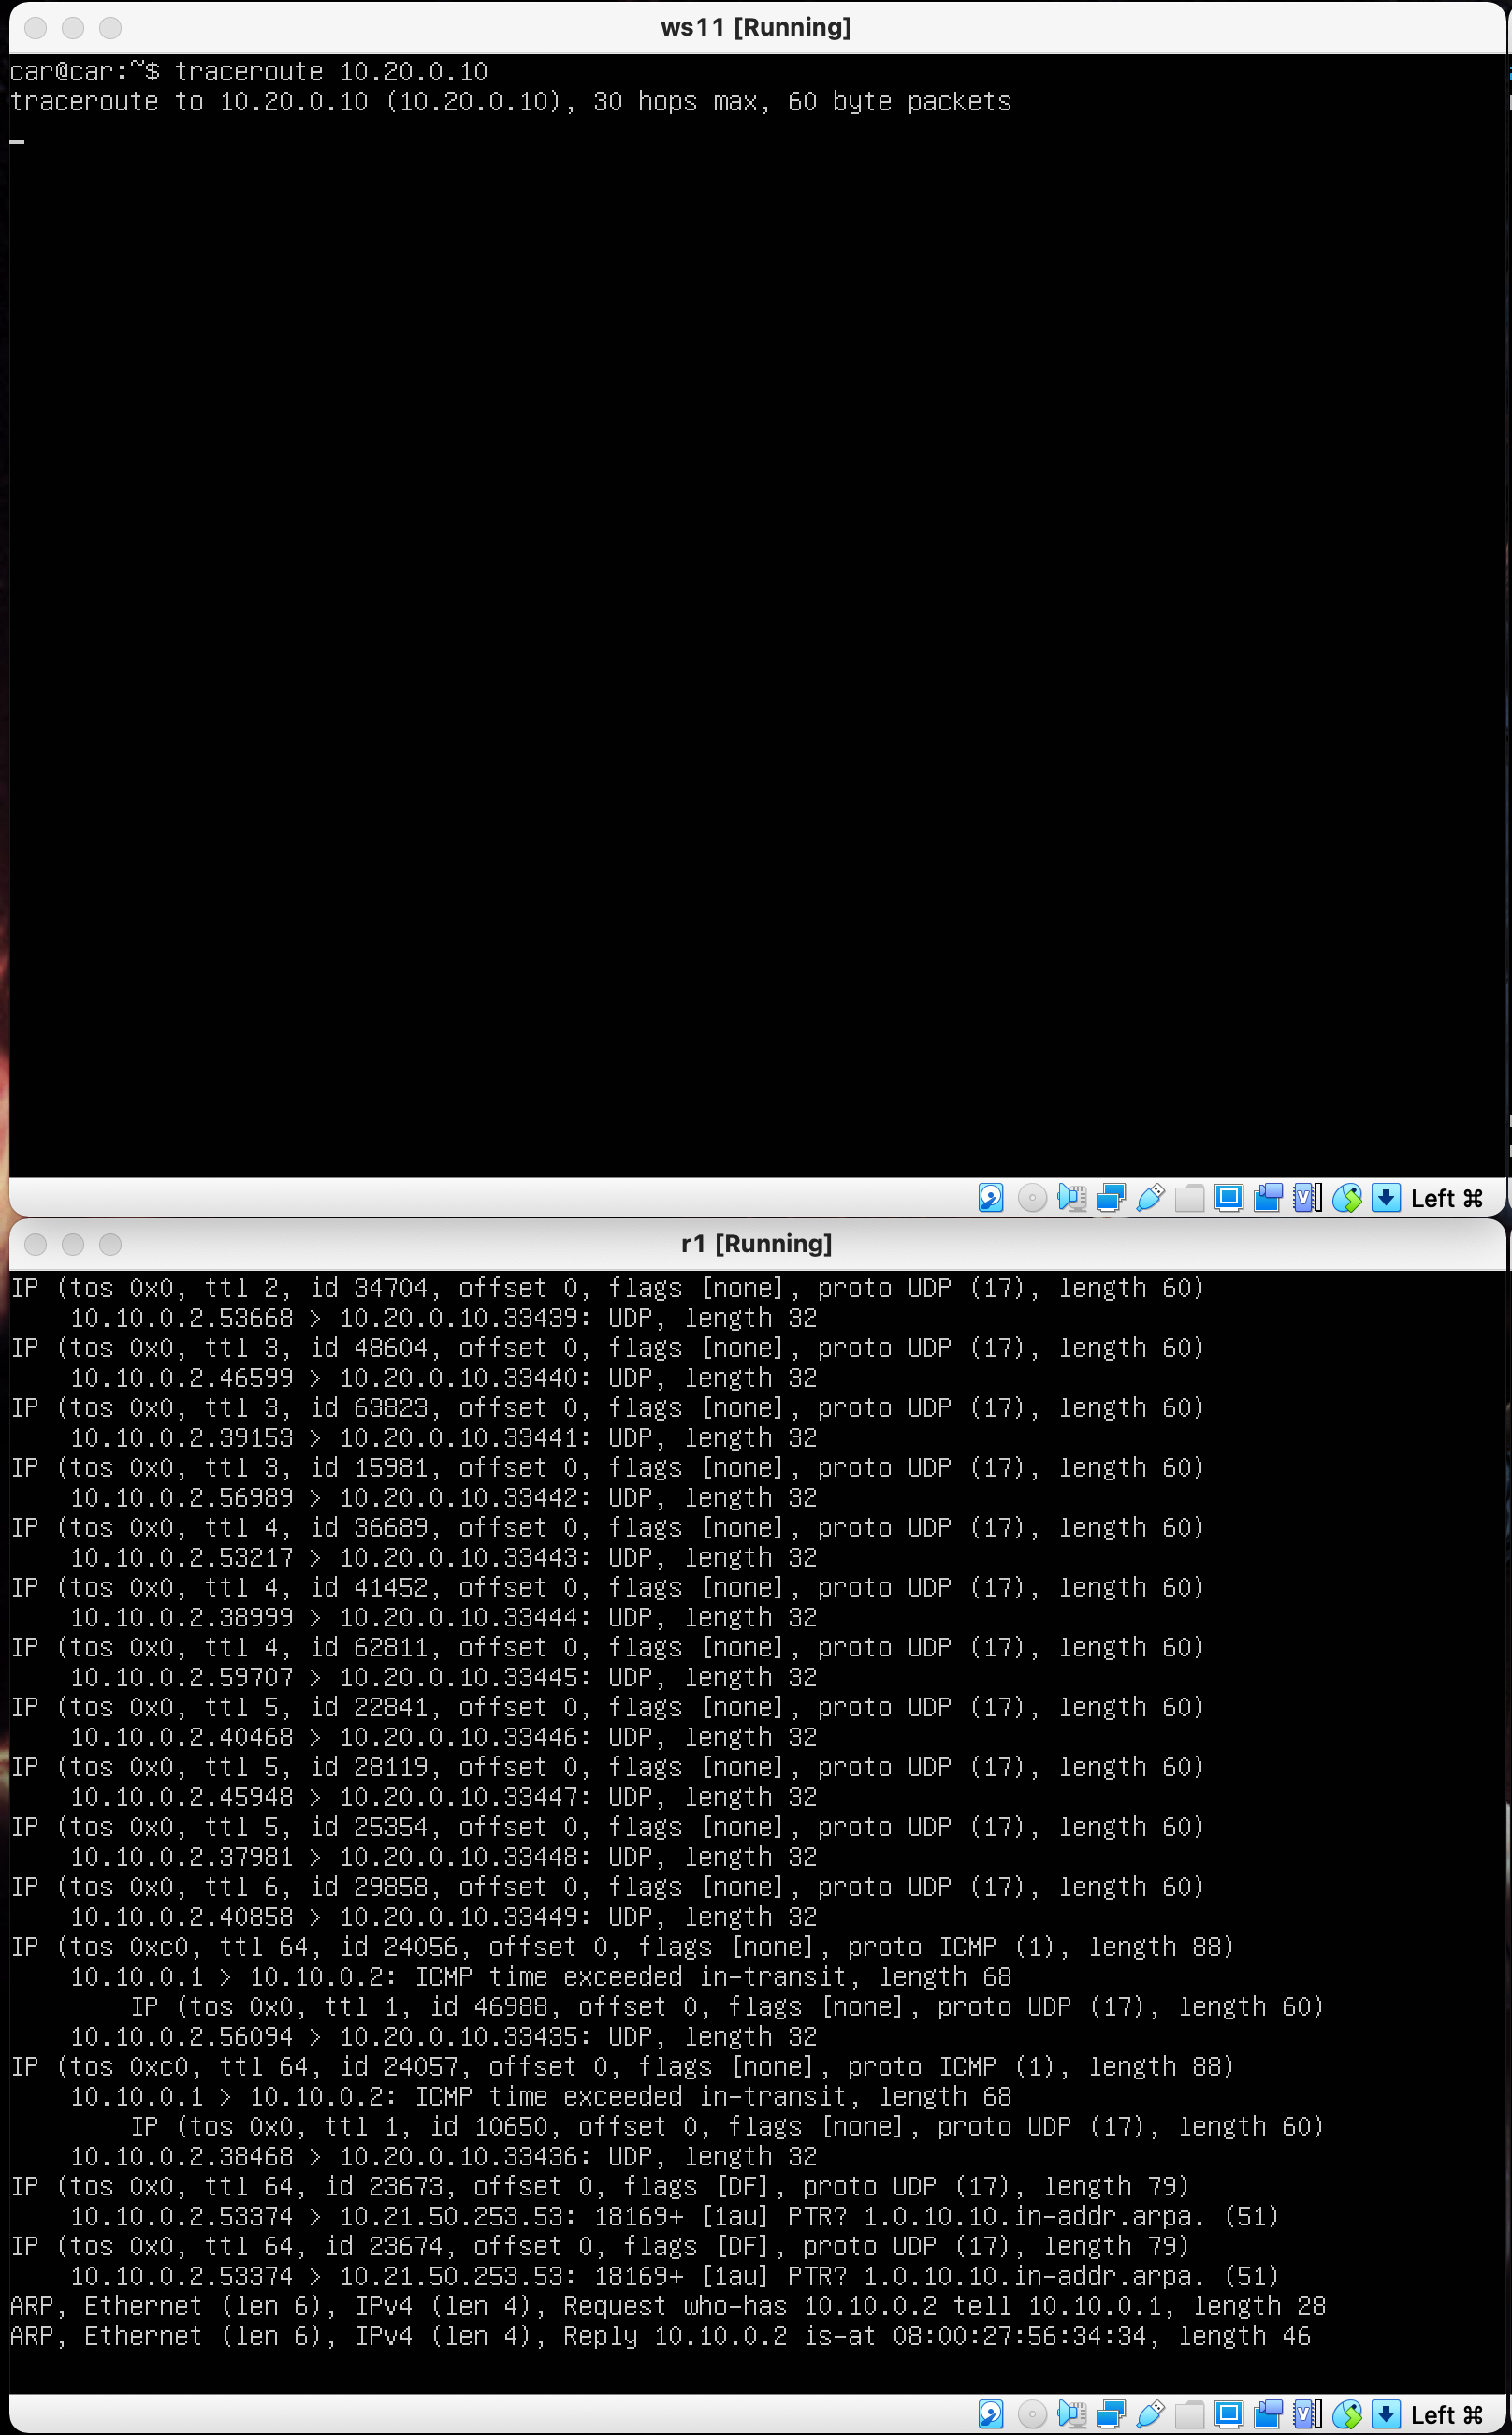 ws11 [Running]
car@car:~$ traceroute 10.20.0.10
traceroute to 10.20.0.10 (10.20.0.10), 30 hops max, 60 byte packets
Left ⌘
r1 [Running]
IP (tos 0x0, ttl 2, id 34704, offset 0, flags [none], proto UDP (17), length 60)
    10.10.0.2.53668 > 10.20.0.10.33439: UDP, length 32
IP (tos 0x0, ttl 3, id 48604, offset 0, flags [none], proto UDP (17), length 60)
    10.10.0.2.46599 > 10.20.0.10.33440: UDP, length 32
IP (tos 0x0, ttl 3, id 63823, offset 0, flags [none], proto UDP (17), length 60)
    10.10.0.2.39153 > 10.20.0.10.33441: UDP, length 32
IP (tos 0x0, ttl 3, id 15981, offset 0, flags [none], proto UDP (17), length 60)
    10.10.0.2.56989 > 10.20.0.10.33442: UDP, length 32
IP (tos 0x0, ttl 4, id 36689, offset 0, flags [none], proto UDP (17), length 60)
    10.10.0.2.53217 > 10.20.0.10.33443: UDP, length 32
IP (tos 0x0, ttl 4, id 41452, offset 0, flags [none], proto UDP (17), length 60)
    10.10.0.2.38999 > 10.20.0.10.33444: UDP, length 32
IP (tos 0x0, ttl 4, id 62811, offset 0, flags [none], proto UDP (17), length 60)
    10.10.0.2.59707 > 10.20.0.10.33445: UDP, length 32
IP (tos 0x0, ttl 5, id 22841, offset 0, flags [none], proto UDP (17), length 60)
    10.10.0.2.40468 > 10.20.0.10.33446: UDP, length 32
IP (tos 0x0, ttl 5, id 28119, offset 0, flags [none], proto UDP (17), length 60)
    10.10.0.2.45948 > 10.20.0.10.33447: UDP, length 32
IP (tos 0x0, ttl 5, id 25354, offset 0, flags [none], proto UDP (17), length 60)
    10.10.0.2.37981 > 10.20.0.10.33448: UDP, length 32
IP (tos 0x0, ttl 6, id 29858, offset 0, flags [none], proto UDP (17), length 60)
    10.10.0.2.40858 > 10.20.0.10.33449: UDP, length 32
IP (tos 0xc0, ttl 64, id 24056, offset 0, flags [none], proto ICMP (1), length 88)
    10.10.0.1 > 10.10.0.2: ICMP time exceeded in-transit, length 68
        IP (tos 0x0, ttl 1, id 46988, offset 0, flags [none], proto UDP (17), length 60)
    10.10.0.2.56094 > 10.20.0.10.33435: UDP, length 32
IP (tos 0xc0, ttl 64, id 24057, offset 0, flags [none], proto ICMP (1), length 88)
    10.10.0.1 > 10.10.0.2: ICMP time exceeded in-transit, length 68
        IP (tos 0x0, ttl 1, id 10650, offset 0, flags [none], proto UDP (17), length 60)
    10.10.0.2.38468 > 10.20.0.10.33436: UDP, length 32
IP (tos 0x0, ttl 64, id 23673, offset 0, flags [DF], proto UDP (17), length 79)
    10.10.0.2.53374 > 10.21.50.253.53: 18169+ [1au] PTR? 1.0.10.10.in-addr.arpa. (51)
IP (tos 0x0, ttl 64, id 23674, offset 0, flags [DF], proto UDP (17), length 79)
    10.10.0.2.53374 > 10.21.50.253.53: 18169+ [1au] PTR? 1.0.10.10.in-addr.arpa. (51)
ARP, Ethernet (len 6), IPv4 (len 4), Request who-has 10.10.0.2 tell 10.10.0.1, length 28
ARP, Ethernet (len 6), IPv4 (len 4), Reply 10.10.0.2 is-at 08:00:27:56:34:34, length 46
Left ⌘